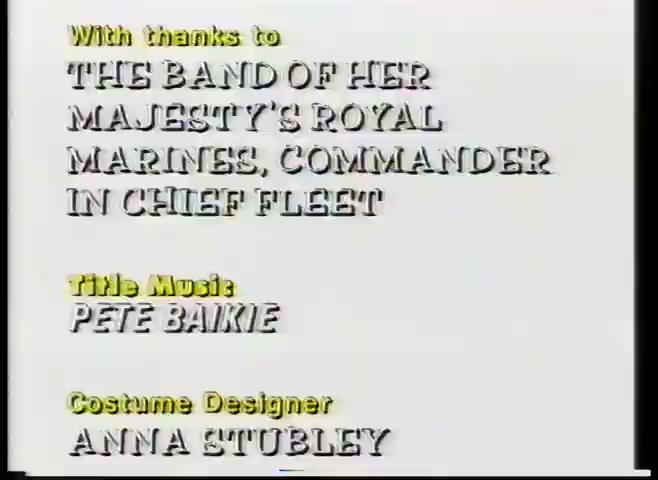 With thanks to
THE BAND OF HER
MAJESTY'S ROYAL
MARINES, COMMANDER
IN CHIEF FLEET
Title Music
PETE BAIKIE
Costume Designer
ANNA STUBLEY